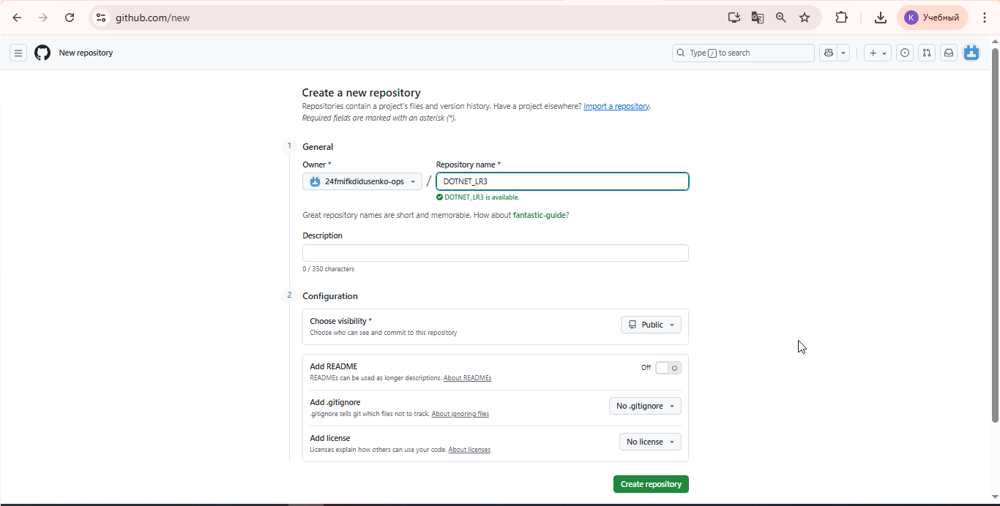 github.com/new
K Учебный
New repository
Type / to search
Create a new repository
Repositories contain a project's files and version history. Have a project elsewhere? Import a repository.
Required fields are marked with an asterisk (*).
1 General
Owner * Repository name *
24fmifkdidusenko-ops / DOTNET_LR3
DOTNET_LR3 is available.
Great repository names are short and memorable. How about fantastic-guide?
Description
0 / 350 characters
2 Configuration
Choose visibility * Public
Choose who can see and commit to this repository
Add README Off
READMEs can be used as longer descriptions. About READMEs
Add .gitignore No .gitignore
.gitignore tells git which files not to track. About ignoring files
Add license No license
Licenses explain how others can use your code. About licenses
Create repository